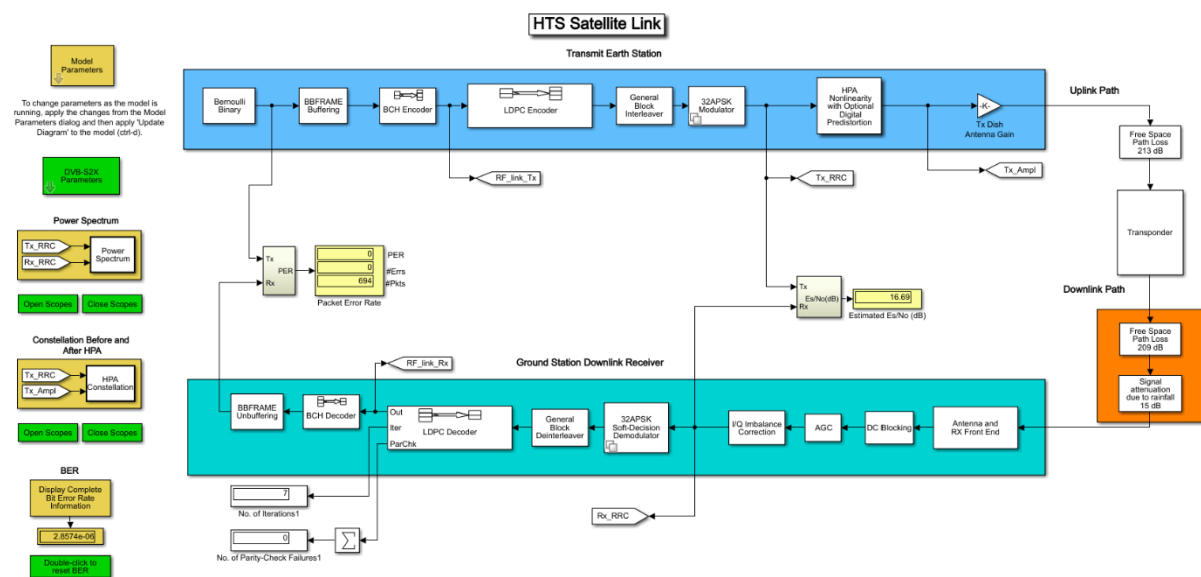 HTS Satellite Link
Model
Parameters
To change parameters as the model is
running, apply the changes from the Model
Parameters dialog and then apply 'Update
Diagram' to the model (ctrl-d).
DVB-S2X
Parameters
Power Spectrum
Tx_RRC
Rx_RRC
Power
Spectrum
Open Scopes
Close Scopes
Constellation Before and
After HPA
Tx_RRC
Tx_Ampl
HPA
Constellation
Open Scopes
Close Scopes
BER
Display Complete
Bit Error Rate
Information
2.8574e-06
Double-click to
reset BER
Transmit Earth Station
Bernoulli
Binary
BBFRAME
Buffering
BCH Encoder
LDPC Encoder
General
Block
Interleaver
32APSK
Modulator
HPA
Nonlinearity
with Optional
Digital
Predistortion
-K-
Tx Dish
Antenna Gain
RF_link_Tx
Tx_RRC
Tx_Ampl
Uplink Path
Free Space
Path Loss
213 dB
Transponder
Downlink Path
Free Space
Path Loss
209 dB
Signal
attenuation
due to rainfall
15 dB
Tx
Rx
PER
0
PER
0
#Errs
694
#Pkts
Packet Error Rate
Tx
Es/No(dB)
Rx
16.69
Estimated Es/No (dB)
RF_link_Rx
Ground Station Downlink Receiver
BBFRAME
Unbuffering
BCH Decoder
Out
Iter
ParChk
LDPC Decoder
General
Block
Deinterleaver
32APSK
Soft-Decision
Demodulator
I/Q Imbalance
Correction
AGC
DC Blocking
Antenna and
RX Front End
7
No. of Iterations1
0
No. of Parity-Check Failures1
∑
Rx_RRC